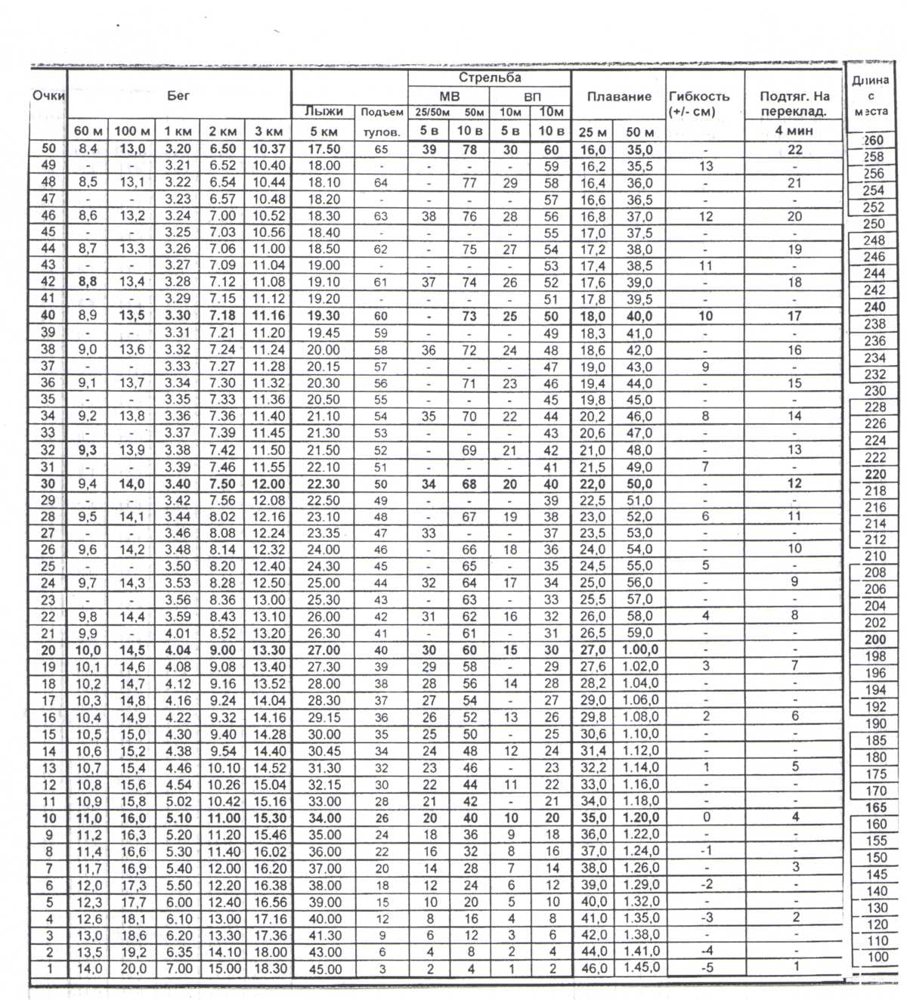 Стрельба
Длина
Очки Бег МВ ВП Плавание Гибкость Подтяг. На с
Лыжи Подъем 25/50м 50м 10м 10м (+/- см) переклад. места
60 м 100 м 1 км 2 км 3 км 5 км тулов. 5 в 10 в 5 в 10 в 25 м 50 м 4 мин
50 8,4 13,0 3.20 6.50 10.37 17.50 65 39 78 30 60 16,0 35,0 - 22 260
49 - - 3.21 6.52 10.40 18.00 - - - - 59 16,2 35,5 13 - 258
48 8,5 13,1 3.22 6.54 10.44 18.10 64 - 77 29 58 16,4 36,0 - 21 256
47 - - 3.23 6.57 10.48 18.20 - - - - 57 16,6 36,5 - - 254
46 8,6 13,2 3.24 7.00 10.52 18.30 63 38 76 28 56 16,8 37,0 12 20 252
45 - - 3.25 7.03 10.56 18.40 - - - - 55 17,0 37,5 - - 250
44 8,7 13,3 3.26 7.06 11.00 18.50 62 - 75 27 54 17,2 38,0 - 19 248
43 - - 3.27 7.09 11.04 19.00 - - - - 53 17,4 38,5 11 - 246
42 8,8 13,4 3.28 7.12 11.08 19.10 61 37 74 26 52 17,6 39,0 - 18 244
41 - - 3.29 7.15 11.12 19.20 - - - - 51 17,8 39,5 - - 242
40 8,9 13,5 3.30 7.18 11.16 19.30 60 - 73 25 50 18,0 40,0 10 17 240
39 - - 3.31 7.21 11.20 19.45 59 - - - 49 18,3 41,0 - - 238
38 9,0 13,6 3.32 7.24 11.24 20.00 58 36 72 24 48 18,6 42,0 - 16 236
37 - - 3.33 7.27 11.28 20.15 57 - - - 47 19,0 43,0 9 - 234
36 9,1 13,7 3.34 7.30 11.32 20.30 56 - 71 23 46 19,4 44,0 - 15 232
35 - - 3.35 7.33 11.36 20.50 55 - - - 45 19,8 45,0 - - 230
34 9,2 13,8 3.36 7.36 11.40 21.10 54 35 70 22 44 20,2 46,0 8 14 228
33 - - 3.37 7.39 11.45 21.30 53 - - - 43 20,6 47,0 - - 226
32 9,3 13,9 3.38 7.42 11.50 21.50 52 - 69 21 42 21,0 48,0 - 13 224
31 - - 3.39 7.46 11.55 22.10 51 - - - 41 21,5 49,0 7 - 222
30 9,4 14,0 3.40 7.50 12.00 22.30 50 34 68 20 40 22,0 50,0 - 12 220
29 - - 3.42 7.56 12.08 22.50 49 - - - 39 22,5 51,0 - - 218
28 9,5 14,1 3.44 8.02 12.16 23.10 48 - 67 19 38 23,0 52,0 6 11 216
27 - - 3.46 8.08 12.24 23.35 47 33 - - 37 23,5 53,0 - - 214
26 9,6 14,2 3.48 8.14 12.32 24.00 46 - 66 18 36 24,0 54,0 - 10 212
25 - - 3.50 8.20 12.40 24.30 45 - 65 - 35 24,5 55,0 5 - 210
24 9,7 14,3 3.53 8.28 12.50 25.00 44 32 64 17 34 25,0 56,0 - 9 208
23 - - 3.56 8.36 13.00 25.30 43 - 63 - 33 25,5 57,0 - - 206
22 9,8 14,4 3.59 8.43 13.10 26.00 42 31 62 16 32 26,0 58,0 4 8 204
21 9,9 - 4.01 8.52 13.20 26.30 41 - 61 - 31 26,5 59,0 - - 202
20 10,0 14,5 4.04 9.00 13.30 27.00 40 30 60 15 30 27,0 1.00,0 - - 200
19 10,1 14,6 4.08 9.08 13.40 27.30 39 29 58 - 29 27,6 1.02,0 3 7 198
18 10,2 14,7 4.12 9.16 13.52 28.00 38 28 56 14 28 28,2 1.04,0 - - 196
17 10,3 14,8 4.16 9.24 14.04 28.30 37 27 54 - 27 29,0 1.06,0 - - 194
16 10,4 14,9 4.22 9.32 14.16 29.15 36 26 52 13 26 29,8 1.08,0 2 6 192
15 10,5 15,0 4.30 9.40 14.28 30.00 35 25 50 - 25 30,6 1.10,0 - - 190
14 10,6 15,2 4.38 9.54 14.40 30.45 34 24 48 12 24 31,4 1.12,0 - - 185
13 10,7 15,4 4.46 10.10 14.52 31.30 32 23 46 - 23 32,2 1.14,0 1 5 180
12 10,8 15,6 4.54 10.26 15.04 32.15 30 22 44 11 22 33,0 1.16,0 - - 175
11 10,9 15,8 5.02 10.42 15.16 33.00 28 21 42 - 21 34,0 1.18,0 - - 170
10 11,0 16,0 5.10 11.00 15.30 34.00 26 20 40 10 20 35,0 1.20,0 0 4 165
9 11,2 16,3 5.20 11.20 15.46 35.00 24 18 36 9 18 36,0 1.22,0 - - 160
8 11,4 16,6 5.30 11.40 16.02 36.00 22 16 32 8 16 37,0 1.24,0 -1 - 155
7 11,7 16,9 5.40 12.00 16.20 37.00 20 14 28 7 14 38,0 1.26,0 - 3 150
6 12,0 17,3 5.50 12.20 16.38 38.00 18 12 24 6 12 39,0 1.29,0 -2 - 145
5 12,3 17,7 6.00 12.40 16.56 39.00 15 10 20 5 10 40,0 1.32,0 - - 140
4 12,6 18,1 6.10 13.00 17.16 40.00 12 8 16 4 8 41,0 1.35,0 -3 2 130
3 13,0 18,6 6.20 13.30 17.36 41.30 9 6 12 3 6 42,0 1.38,0 - - 120
2 13,5 19,2 6.35 14.10 18.00 43.00 6 4 8 2 4 44,0 1.41,0 -4 - 110
1 14,0 20,0 7.00 15.00 18.30 45.00 3 2 4 1 2 46,0 1.45,0 -5 1 100